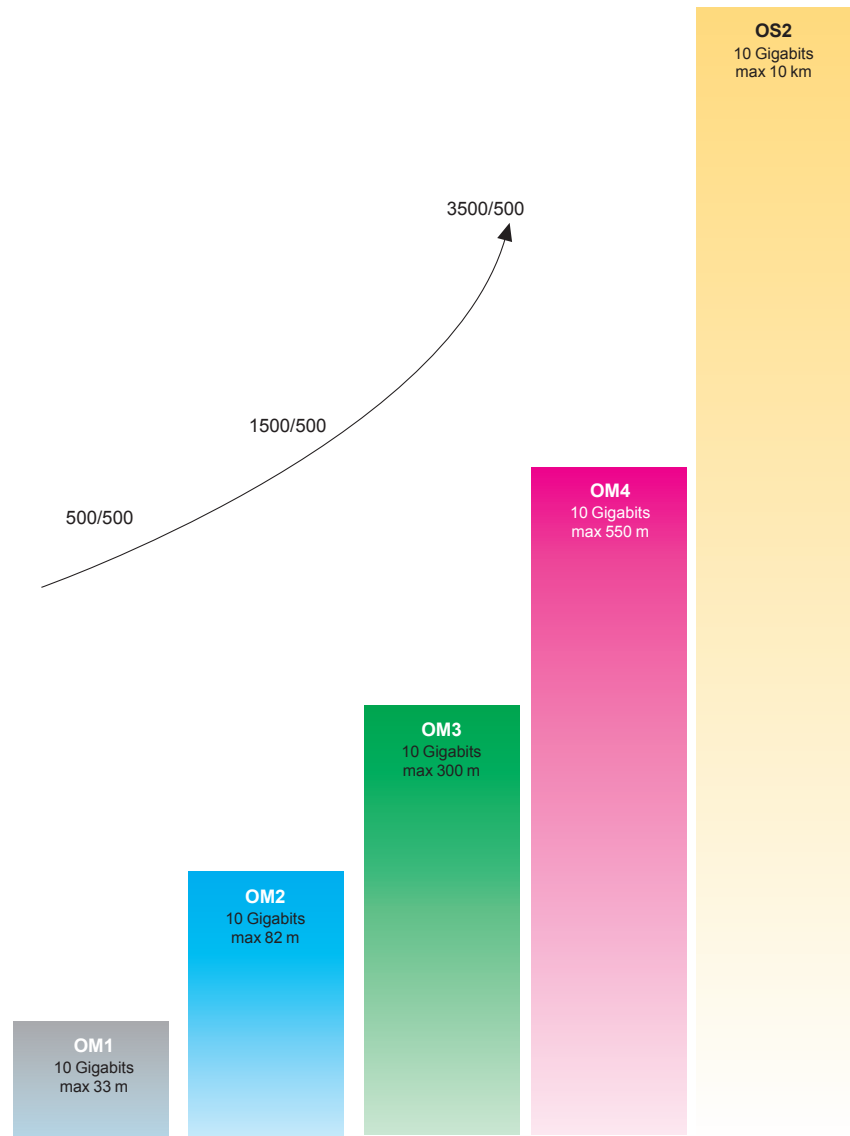 OS2
10 Gigabits
max 10 km
3500/500
1500/500
500/500
OM4
10 Gigabits
max 550 m
OM3
10 Gigabits
max 300 m
OM2
10 Gigabits
max 82 m
OM1
10 Gigabits
max 33 m